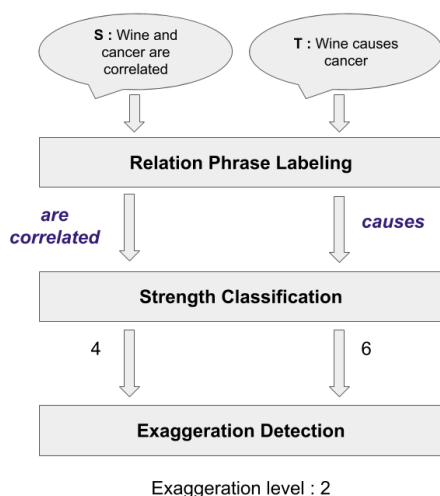 S : Wine and
cancer are
correlated
T : Wine causes
cancer
Relation Phrase Labeling
are
correlated
causes
Strength Classification
4
6
Exaggeration Detection
Exaggeration level : 2